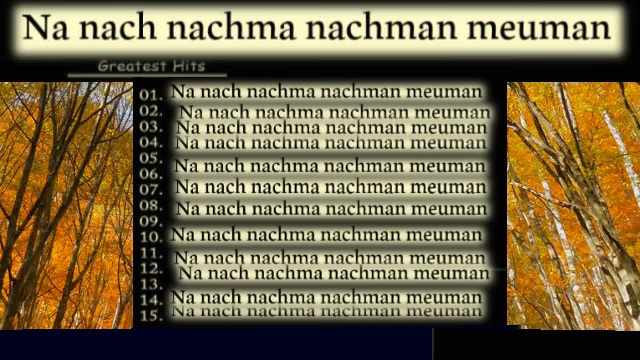 Na nach nachma nachman meuman
Greatest Hits
01. Na nach nachma nachman meuman
02. Na nach nachma nachman meuman
03. Na nach nachma nachman meuman
04. Na nach nachma nachman meuman
05.
06. Na nach nachma nachman meuman
07. Na nach nachma nachman meuman
08. Na nach nachma nachman meuman
09.
10. Na nach nachma nachman meuman
11.
12. Na nach nachma nachman meuman
Na nach nachma nachman meuman
13.
14. Na nach nachma nachman meuman
15. Na nach nachma nachman meuman